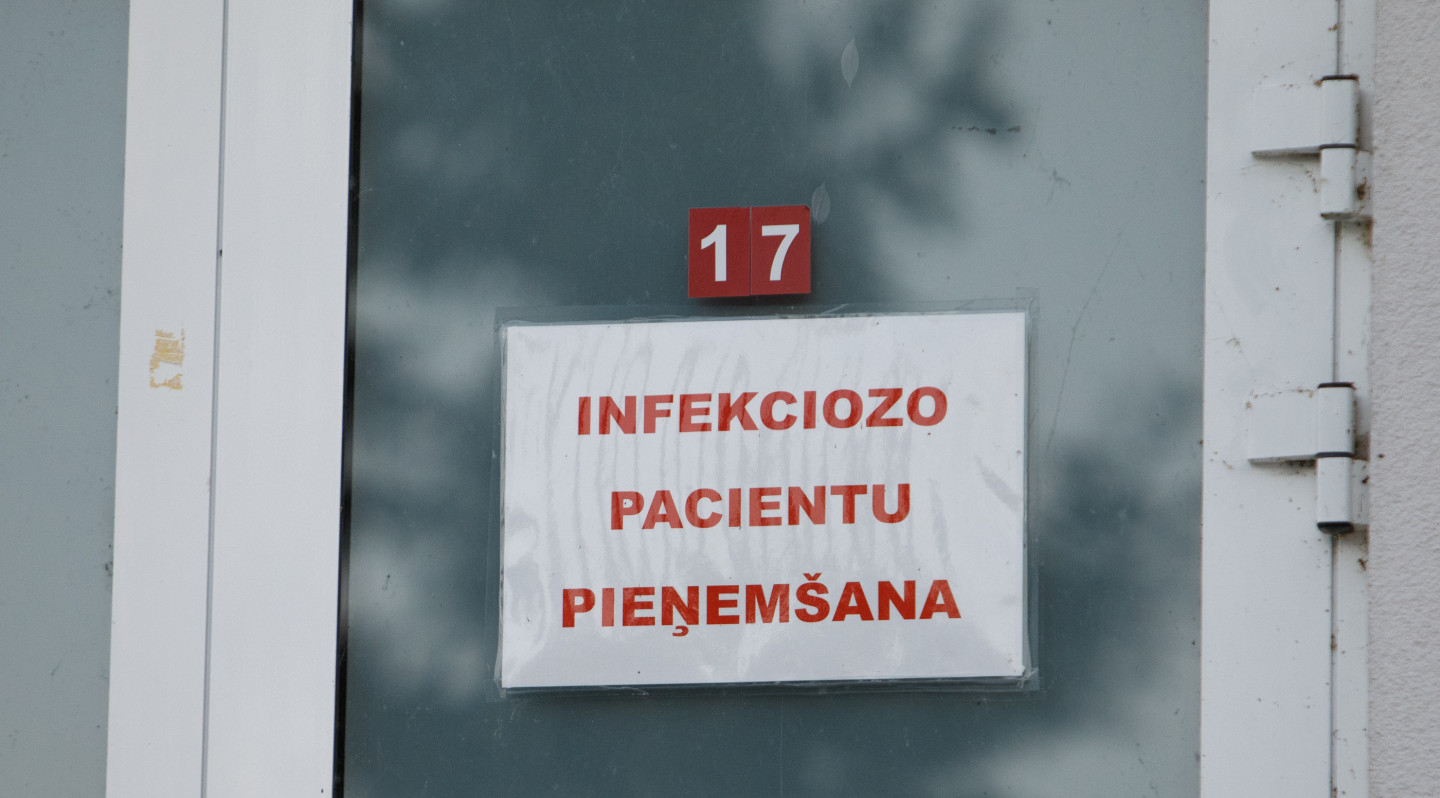 17
INFEKCIOZO
PACIENTU
PIEŅEMŠANA